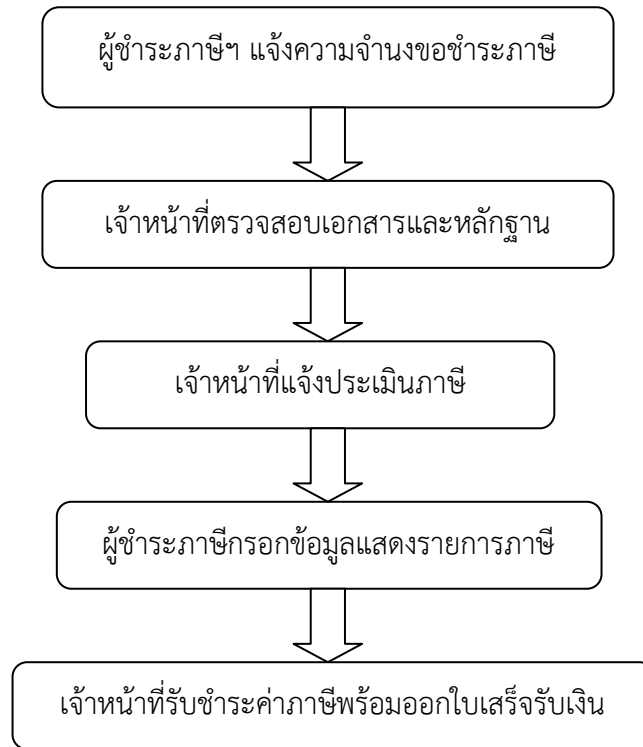 ผู้ชำระภาษีฯ แจ้งความจำนงขอชำระภาษี
เจ้าหน้าที่ตรวจสอบเอกสารและหลักฐาน
เจ้าหน้าที่แจ้งประเมินภาษี
ผู้ชำระภาษีกรอกข้อมูลแสดงรายการภาษี
เจ้าหน้าที่รับชำระค่าภาษีพร้อมออกใบเสร็จรับเงิน